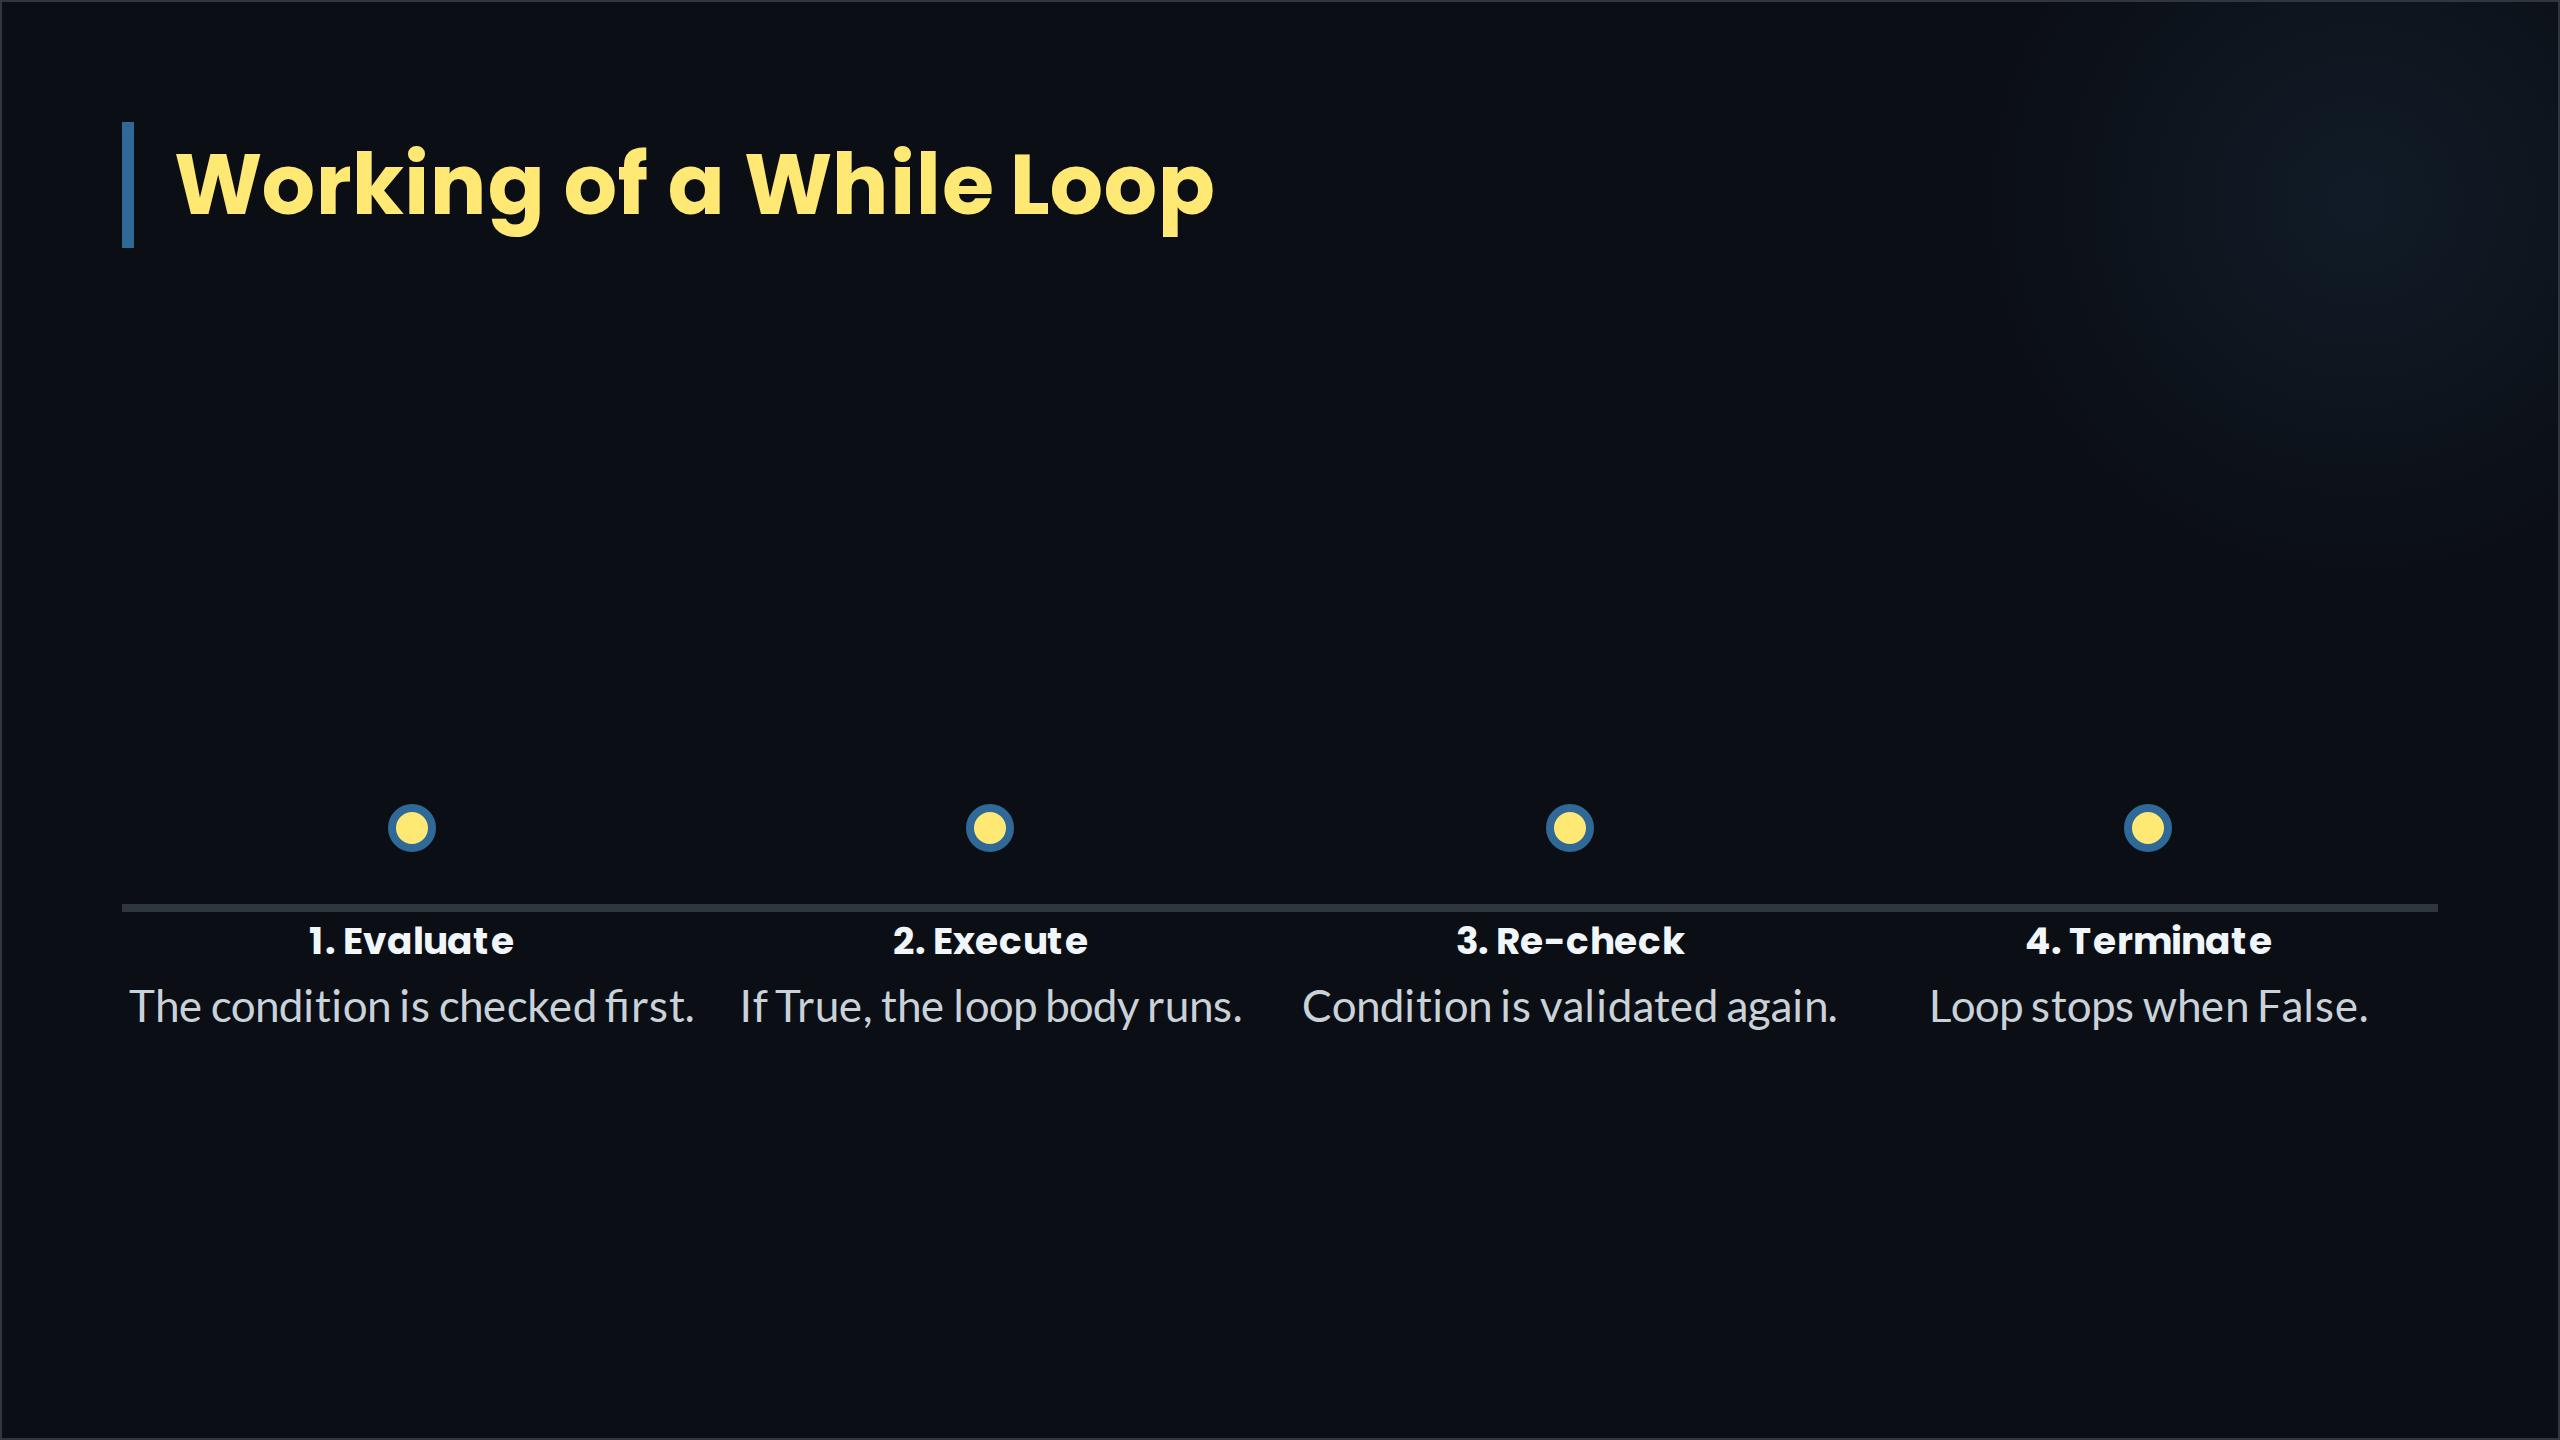 Working of a While Loop
1. Evaluate
The condition is checked first.
2. Execute
If True, the loop body runs.
3. Re-check
Condition is validated again.
4. Terminate
Loop stops when False.